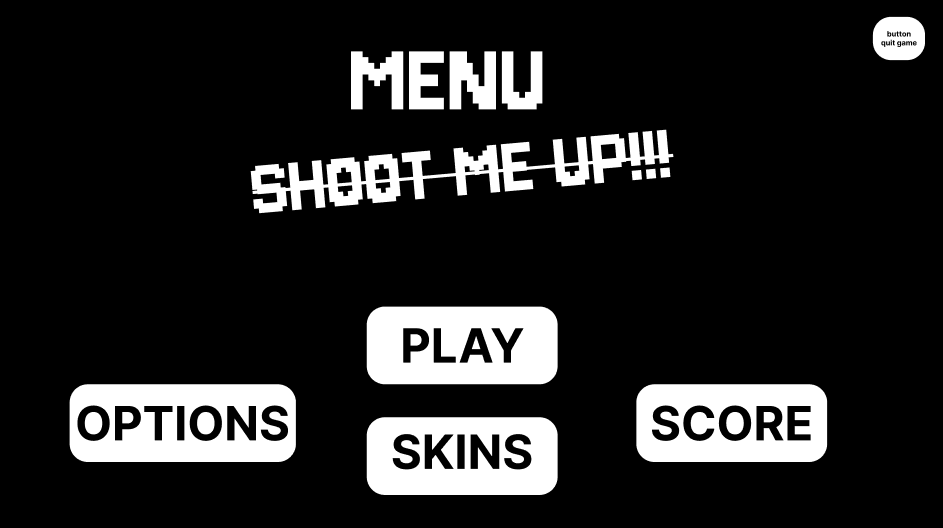 button
quit game
MENU
SHOOT ME UP!!!
PLAY
OPTIONS
SCORE
SKINS